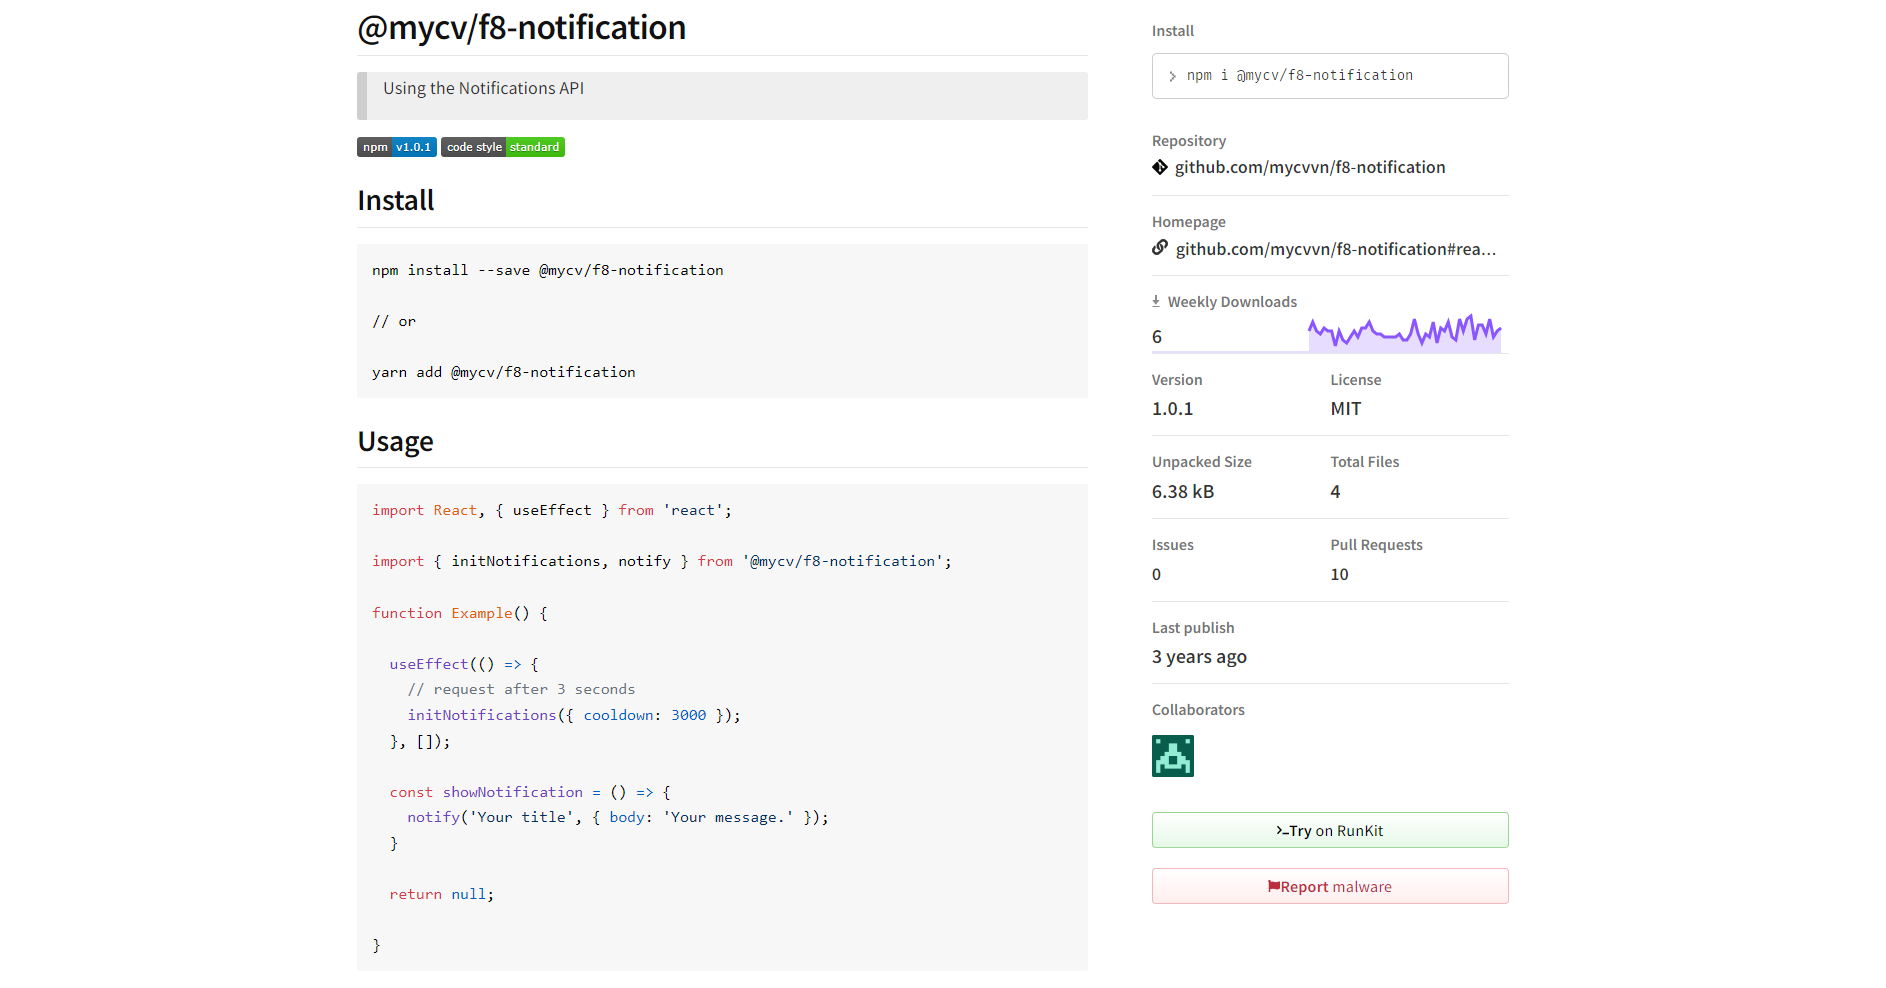 @mycv/f8-notification
Using the Notifications API
npm v1.0.1 code style standard
Install
npm install --save @mycv/f8-notification
// or
yarn add @mycv/f8-notification
Usage
import React, { useEffect } from 'react';
import { initNotifications, notify } from '@mycv/f8-notification';
function Example() {
useEffect(() => {
// request after 3 seconds
initNotifications({ cooldown: 3000 });
}, []);
const showNotification = () => {
notify('Your title', { body: 'Your message.' });
}
return null;
}
Install
npm i @mycv/f8-notification
Repository
github.com/mycvvn/f8-notification
Homepage
github.com/mycvvn/f8-notification#rea...
Weekly Downloads
6
Version License
1.0.1 MIT
Unpacked Size Total Files
6.38 kB 4
Issues Pull Requests
0 10
Last publish
3 years ago
Collaborators
Try on RunKit
Report malware